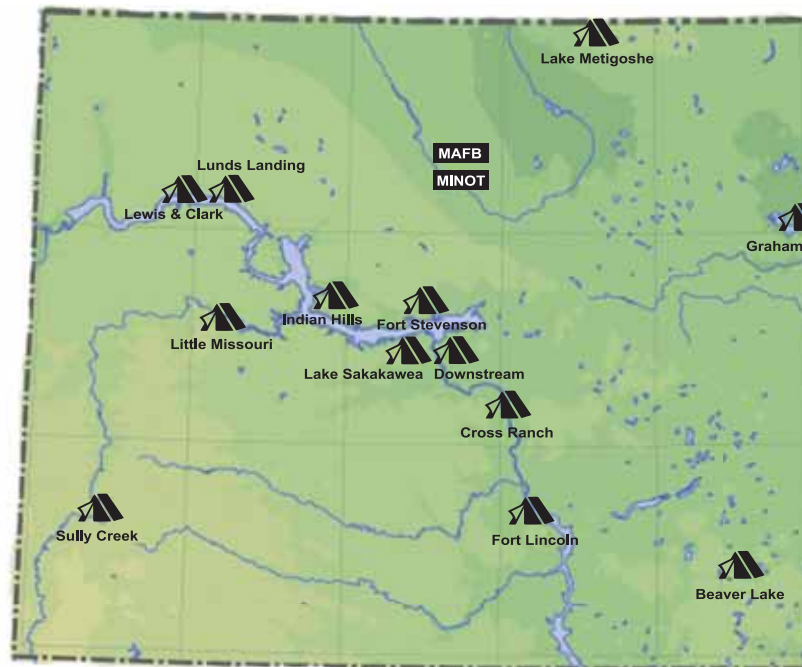 Lake Metigoshe
MAFB
MINOT
Lunds Landing
Lewis & Clark
Graham
Indian Hills
Fort Stevenson
Little Missouri
Lake Sakakawea
Downstream
Cross Ranch
Sully Creek
Fort Lincoln
Beaver Lake